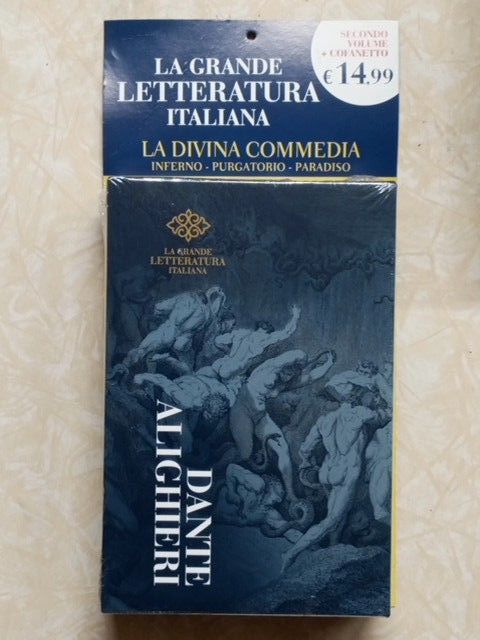 SECONDO
VOLUME
+ COFANETTO
€ 14,99
LA GRANDE
LETTERATURA
ITALIANA
LA DIVINA COMMEDIA
INFERNO - PURGATORIO - PARADISO
LA GRANDE
LETTERATURA
ITALIANA
DANTE
ALIGHIERI